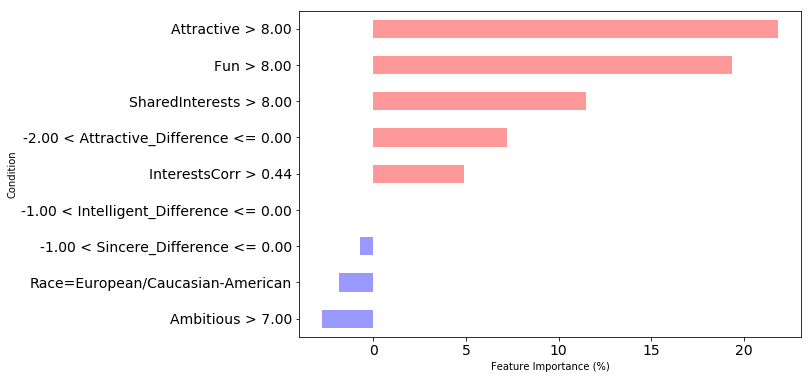 Attractive > 8.00
Fun > 8.00
SharedInterests > 8.00
-2.00 < Attractive_Difference <= 0.00
InterestsCorr > 0.44
-1.00 < Intelligent_Difference <= 0.00
-1.00 < Sincere_Difference <= 0.00
Race=European/Caucasian-American
Ambitious > 7.00
Condition
0 5 10 15 20
Feature Importance (%)